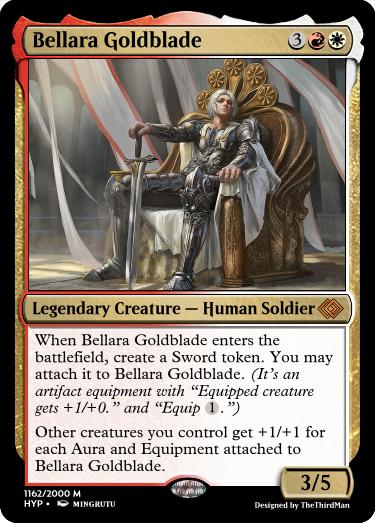 Bellara Goldblade 3
Legendary Creature — Human Soldier
When Bellara Goldblade enters the
battlefield, create a Sword token. You may
attach it to Bellara Goldblade. (It's an
artifact equipment with “Equipped creature
gets +1/+0.” and “Equip 1.”)
Other creatures you control get +1/+1 for
each Aura and Equipment attached to
Bellara Goldblade.
3/5
1162/2000 M
HYP • MINGRUTU
Designed by TheThirdMan